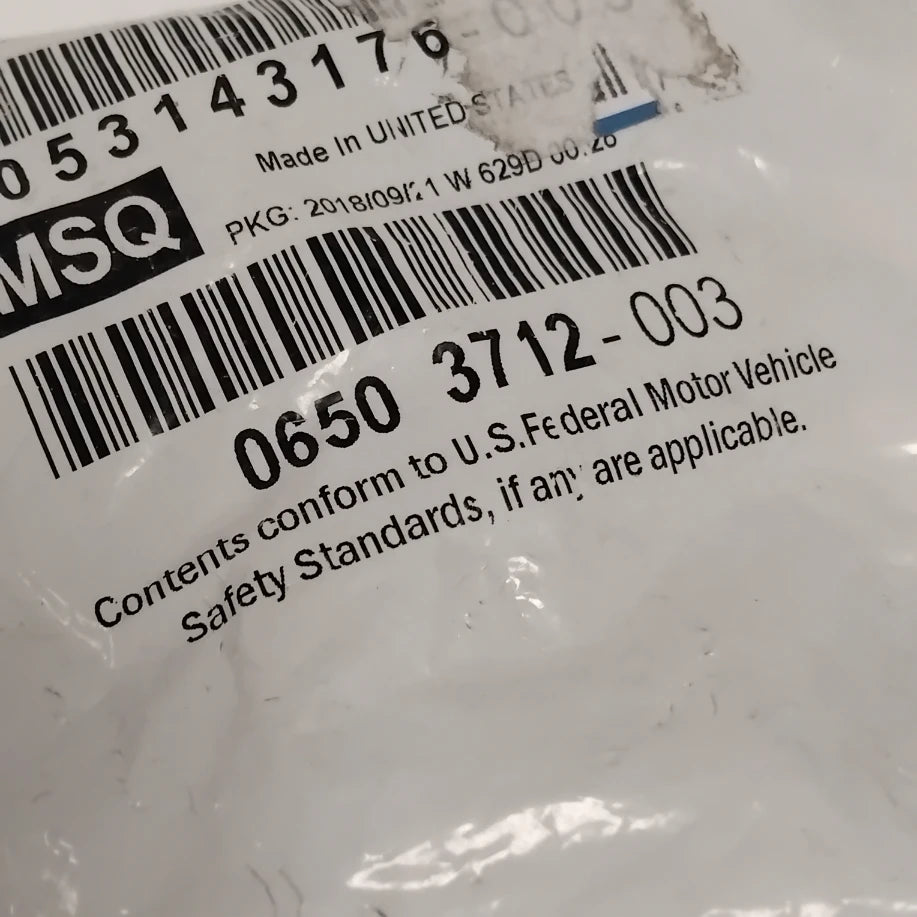 053143176
Made In UNITED STATES
MSQ
PKG: 2018/09/21 W 629D 00:26
0650 3712-003
Contents conform to U.S.Federal Motor Vehicle
Safety Standards, if any are applicable.